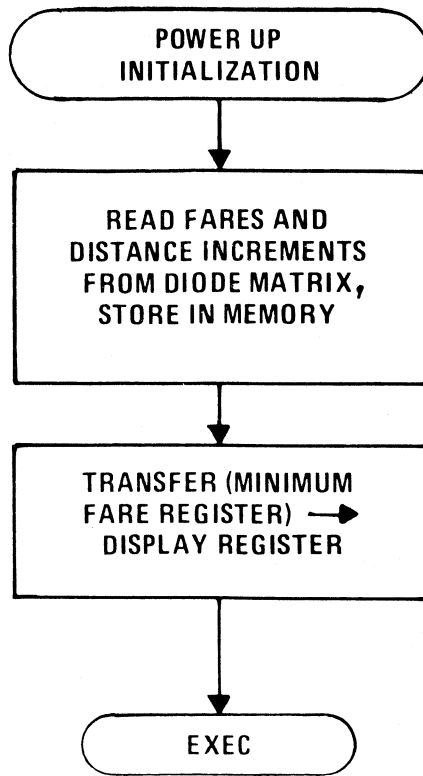 POWER UP
INITIALIZATION
READ FARES AND
DISTANCE INCREMENTS
FROM DIODE MATRIX,
STORE IN MEMORY
TRANSFER (MINIMUM
FARE REGISTER) →
DISPLAY REGISTER
EXEC